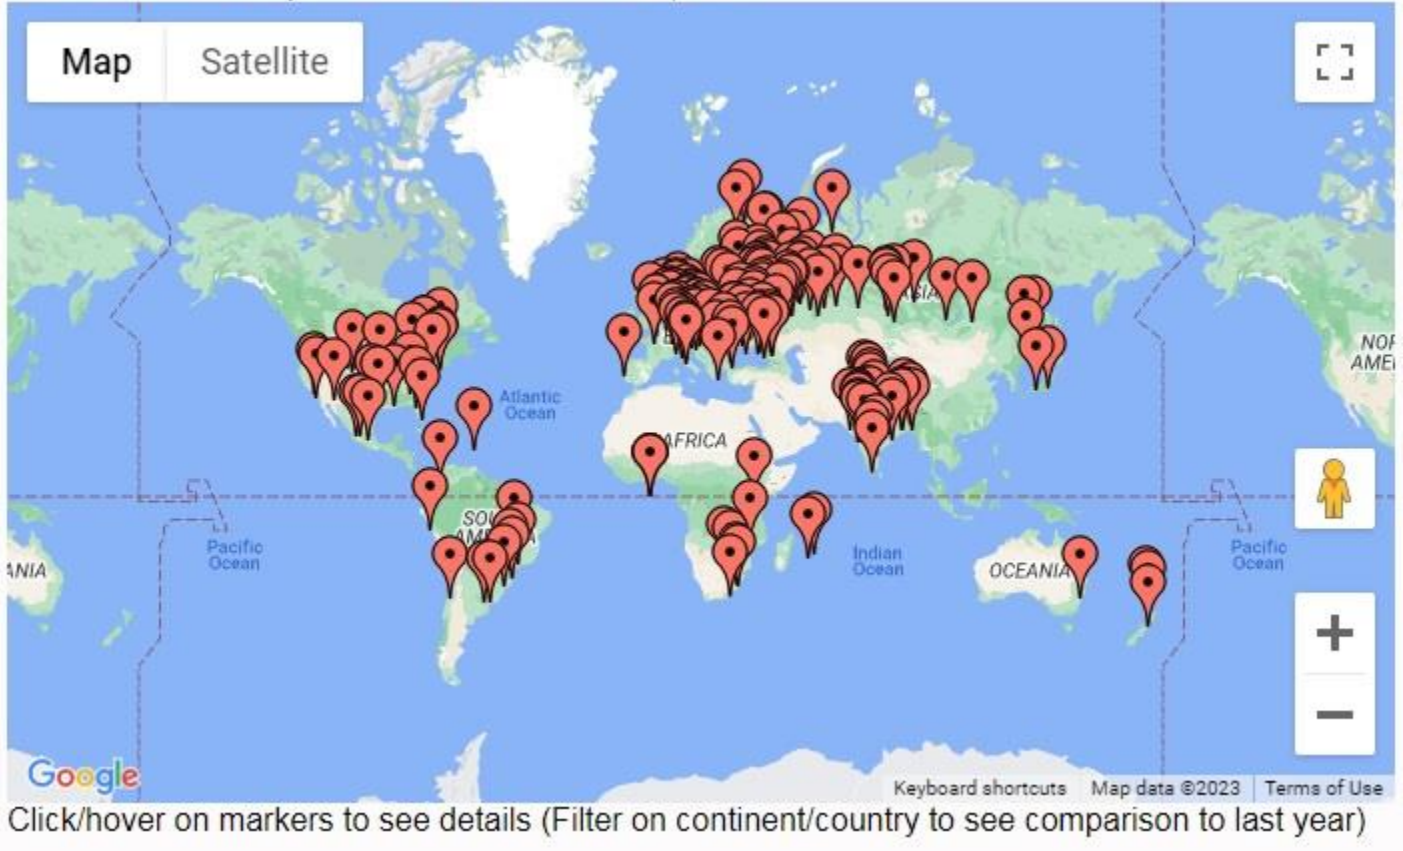 Map Satellite
Atlantic
Ocean
AFRICA
ASIA
NOR
AME
SOU
AM A
Pacific
Ocean
Indian
Ocean
OCEANIA
ANIA
Pacific
Ocean
Google
Keyboard shortcuts Map data ©2023 Terms of Use
Click/hover on markers to see details (Filter on continent/country to see comparison to last year)